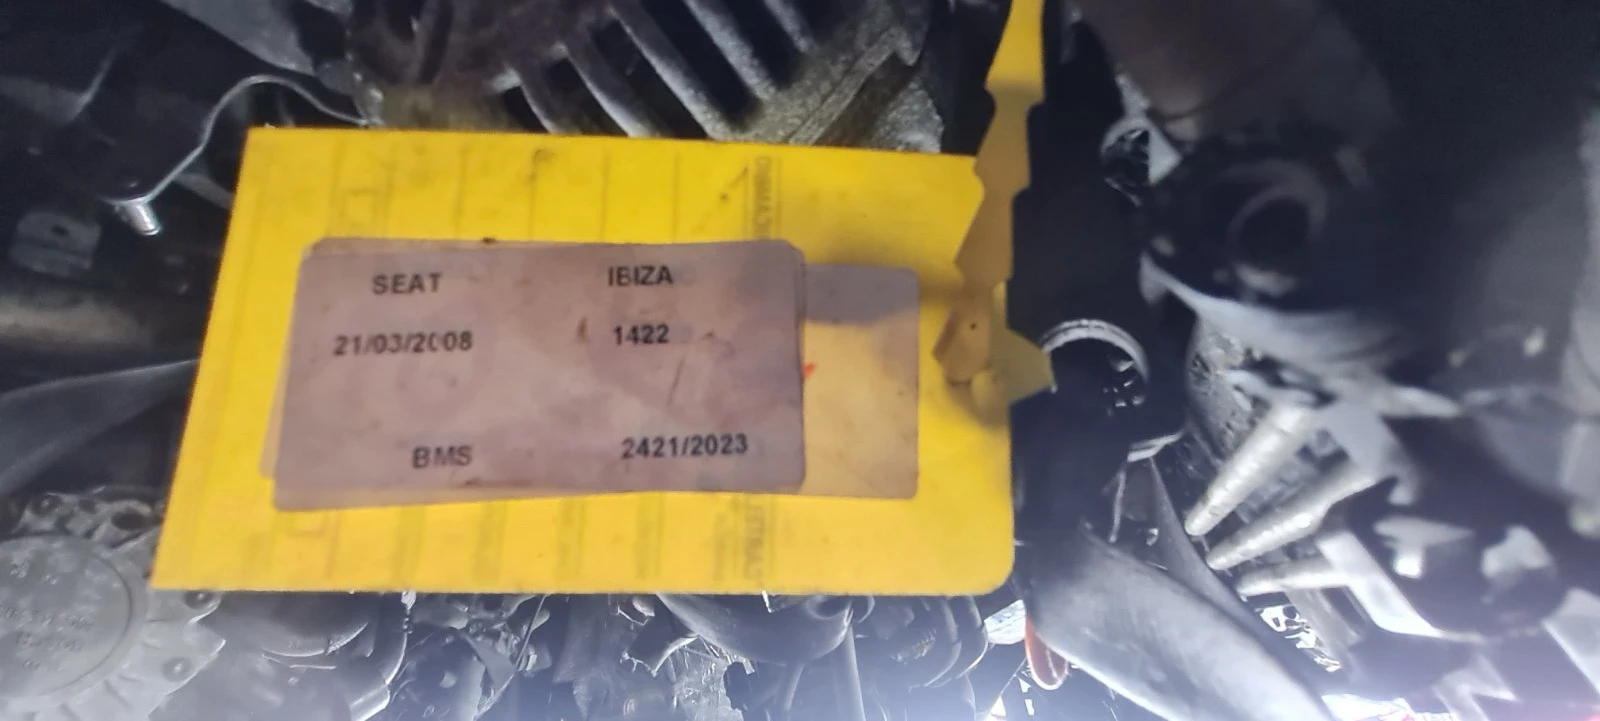 SEAT IBIZA
21/03/2008 1422
BMS 2421/2023